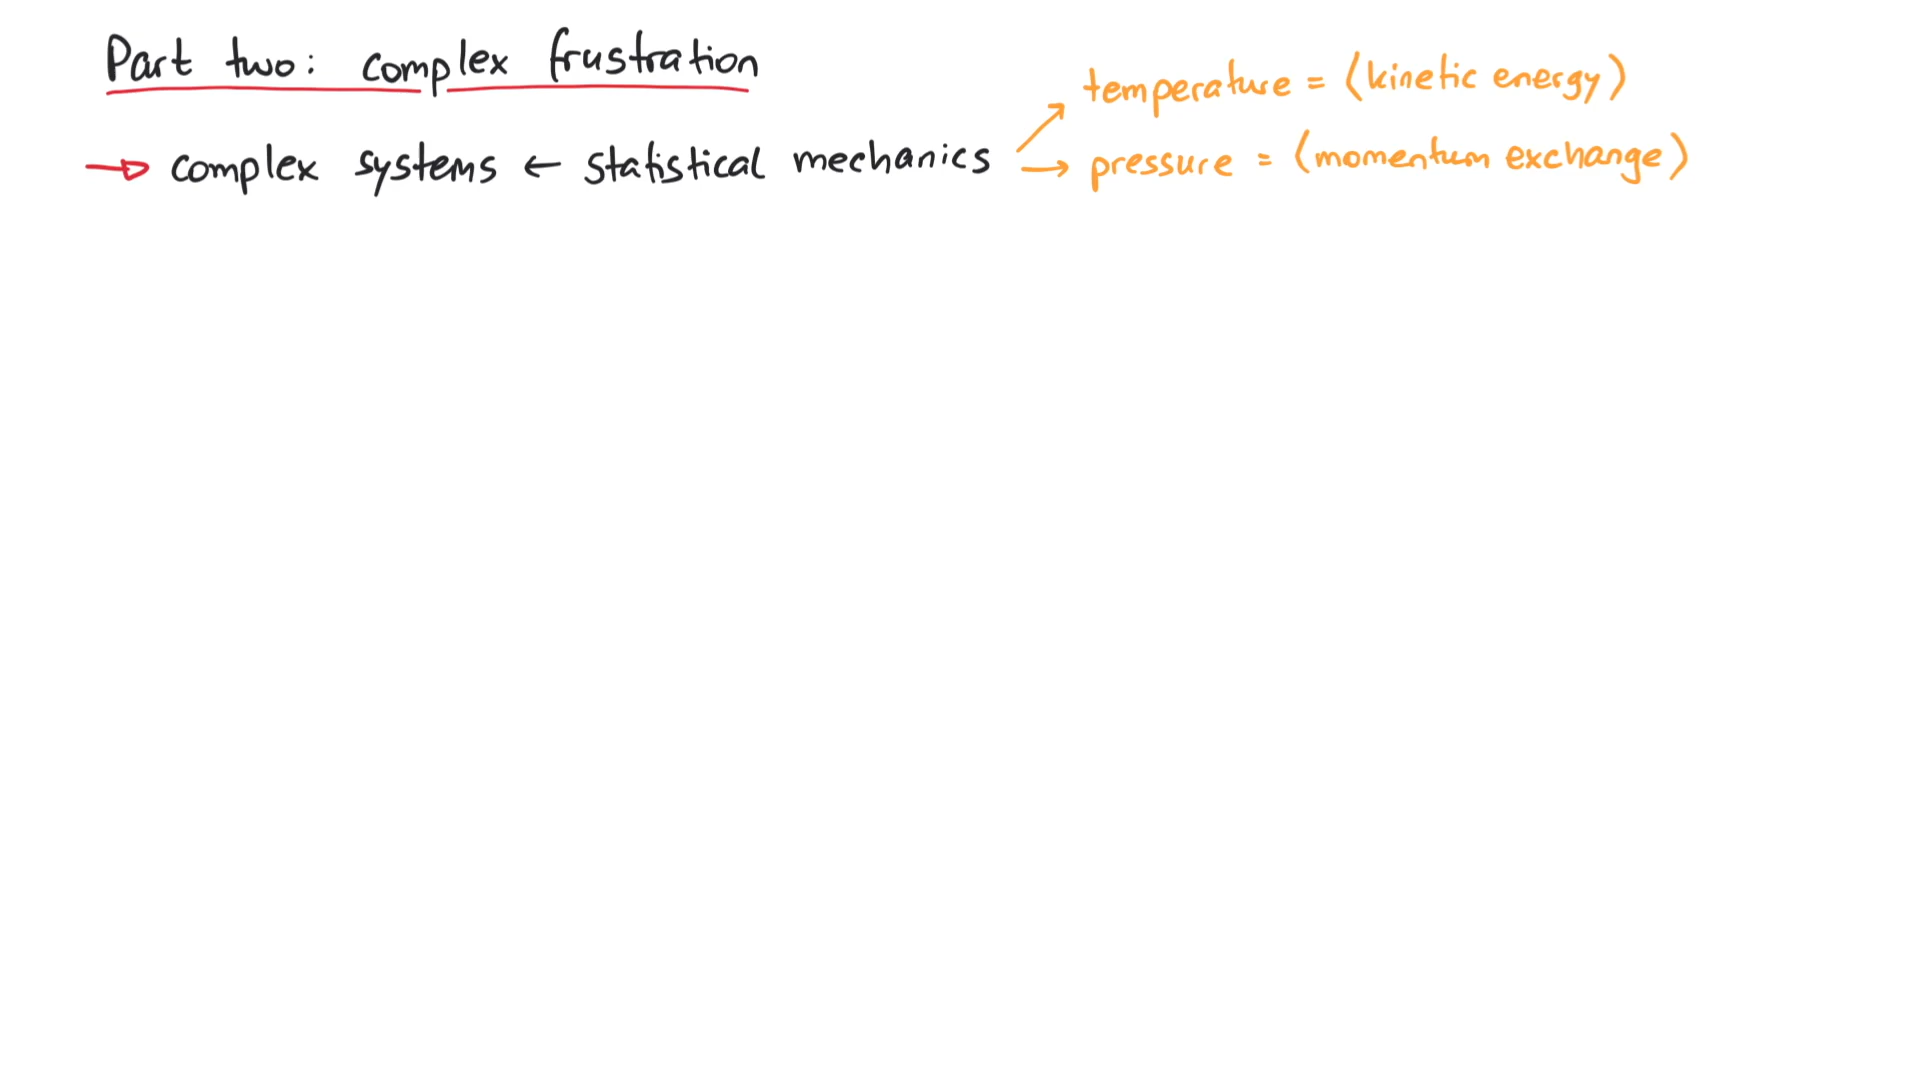 Part two: complex frustration
temperature = ⟨kinetic energy⟩
→ complex systems ← statistical mechanics → pressure = ⟨momentum exchange⟩